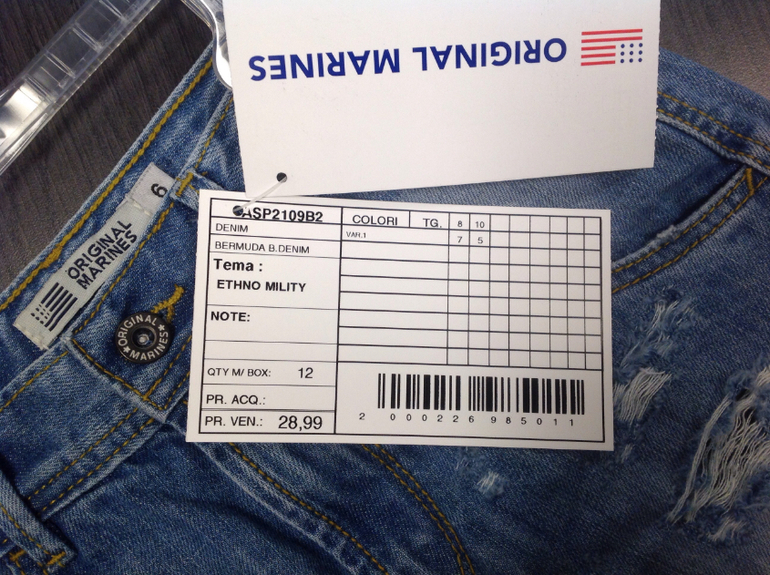 ORIGINAL MARINES
6
ORIGINAL
MARINES
ORIGINAL
MARINES
ASP2109B2
DENIM
BERMUDA B.DENIM
Tema :
ETHNO MILITY
NOTE:
QTY M/ BOX: 12
PR. ACQ.:
PR. VEN.: 28,99
COLORI TG. 8 10
VAR.1 7 5
2 000226 985011